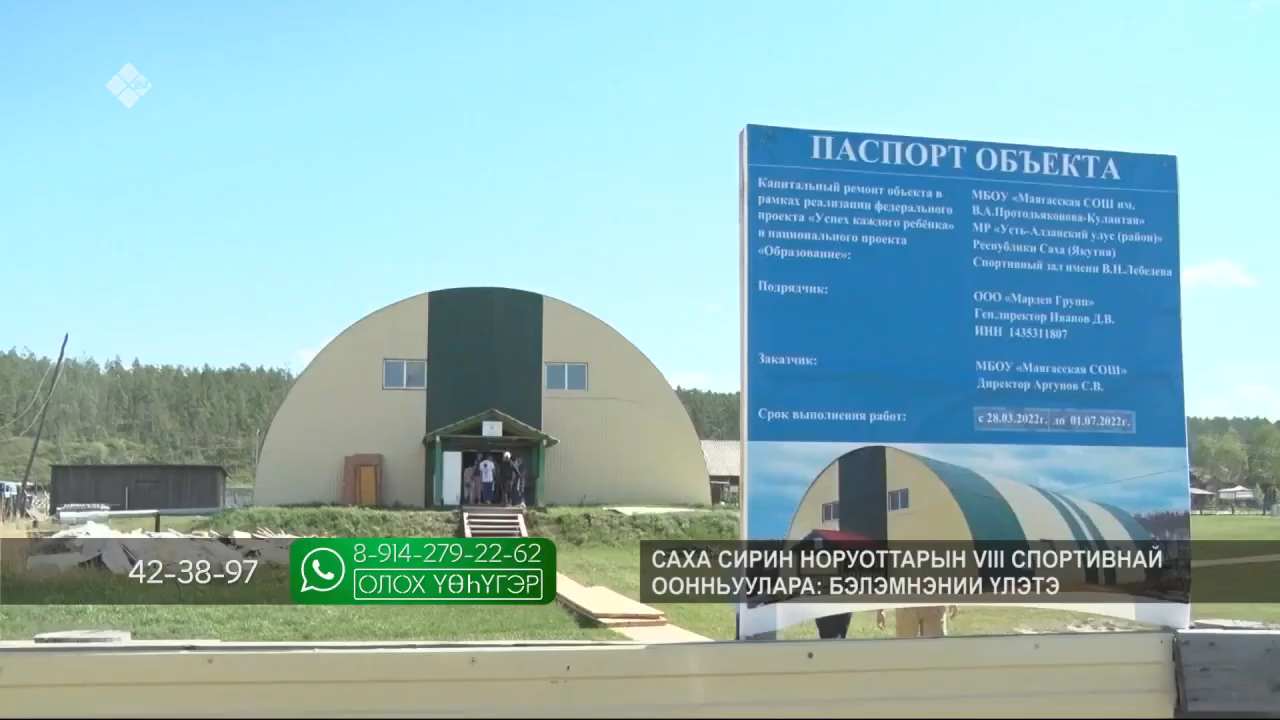 ПАСПОРТ ОБЪЕКТА
Капитальный ремонт объекта в
рамках реализации федерального
проекта «Успех каждого ребёнка»
и национального проекта
«Образование»:
МБОУ «Маягасская СОШ им.
В.А.Протодьяконова-Кулантая»
МР «Усть-Алданский улус (район)»
Республики Саха (Якутия)
Спортивный зал имени В.Н.Лебедева
Подрядчик:
ООО «Марден Групп»
Ген.директор Иванов Д.В.
ИНН 1435311807
Заказчик:
МБОУ «Маягасская СОШ»
Директор Аргунов С.В.
Срок выполнения работ:
с 28.03.2022г. до 01.07.2022г.
42-38-97
8-914-279-22-62
ОЛОХ ҮӨҺҮГЭР
САХА СИРИН НОРУОТТАРЫН VIII СПОРТИВНАЙ
ООННЬУУЛАРА: БЭЛЭМНЭНИИ ҮЛЭТЭ